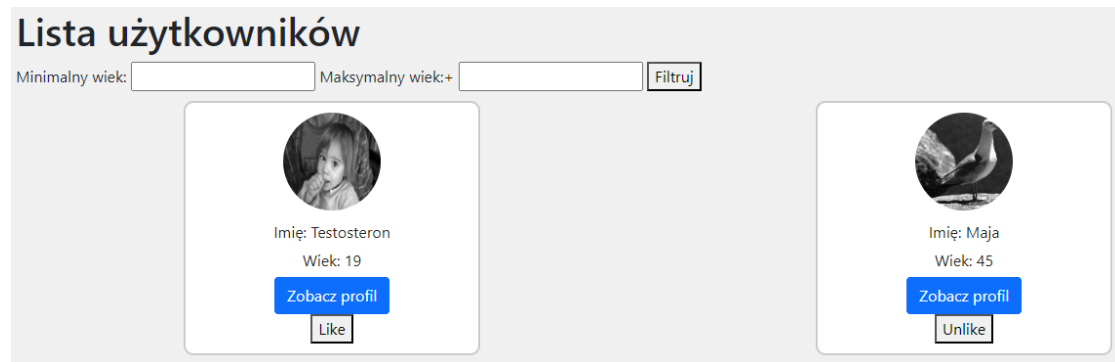 Lista użytkowników
Minimalny wiek: Maksymalny wiek:+ Filtruj
Imię: Testosteron
Wiek: 19
Zobacz profil
Like
Imię: Maja
Wiek: 45
Zobacz profil
Unlike